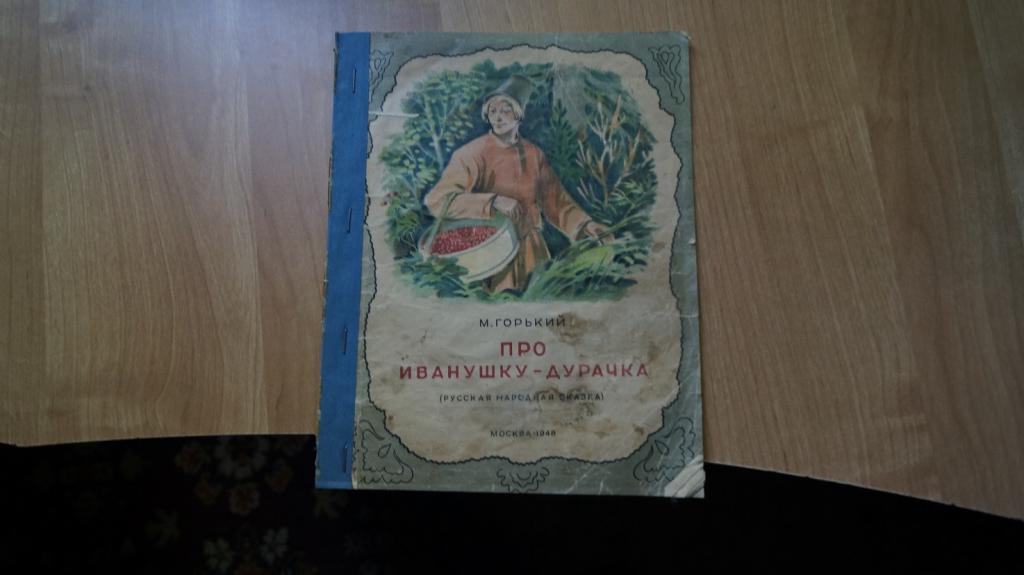 М.ГОРЬКИЙ
ПРО
ИВАНУШКУ-ДУРАЧКА
(РУССКАЯ НАРОДНАЯ СКАЗКА)
МОСКВА-1948